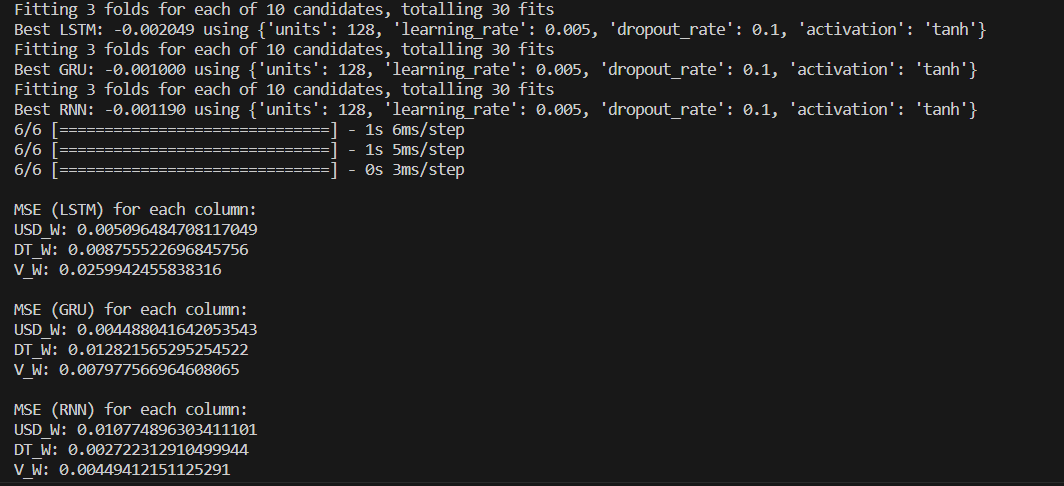 Fitting 3 folds for each of 10 candidates, totalling 30 fits
Best LSTM: -0.002049 using {'units': 128, 'learning_rate': 0.005, 'dropout_rate': 0.1, 'activation': 'tanh'}
Fitting 3 folds for each of 10 candidates, totalling 30 fits
Best GRU: -0.001000 using {'units': 128, 'learning_rate': 0.005, 'dropout_rate': 0.1, 'activation': 'tanh'}
Fitting 3 folds for each of 10 candidates, totalling 30 fits
Best RNN: -0.001190 using {'units': 128, 'learning_rate': 0.005, 'dropout_rate': 0.1, 'activation': 'tanh'}
6/6 [==============================] - 1s 6ms/step
6/6 [==============================] - 1s 5ms/step
6/6 [==============================] - 0s 3ms/step
MSE (LSTM) for each column:
USD_W: 0.005096484708117049
DT_W: 0.008755522696845756
V_W: 0.0259942455838316
MSE (GRU) for each column:
USD_W: 0.004488041642053543
DT_W: 0.012821565295254522
V_W: 0.007977566964608065
MSE (RNN) for each column:
USD_W: 0.010774896303411101
DT_W: 0.002722312910499944
V_W: 0.00449412151125291